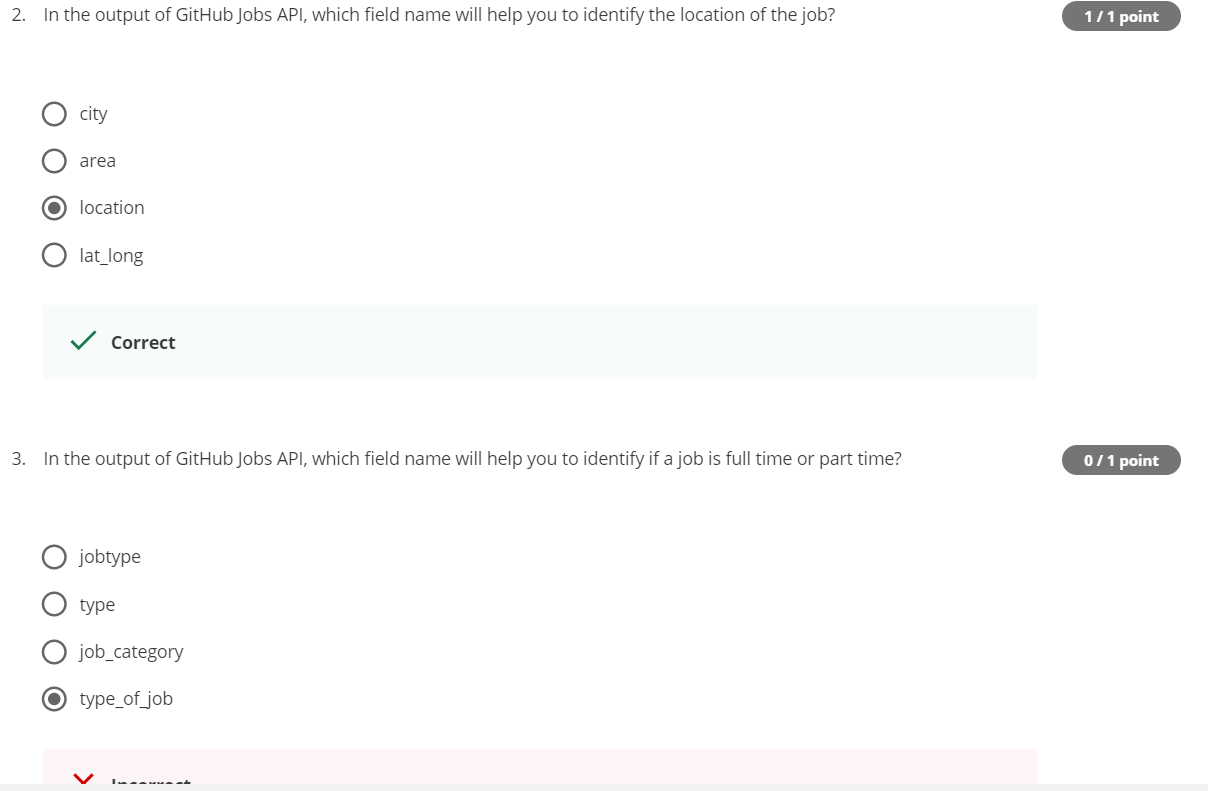 2. In the output of GitHub Jobs API, which field name will help you to identify the location of the job?
1 / 1 point
city
area
location
lat_long
Correct
3. In the output of GitHub Jobs API, which field name will help you to identify if a job is full time or part time?
0 / 1 point
jobtype
type
job_category
type_of_job
Incorrect